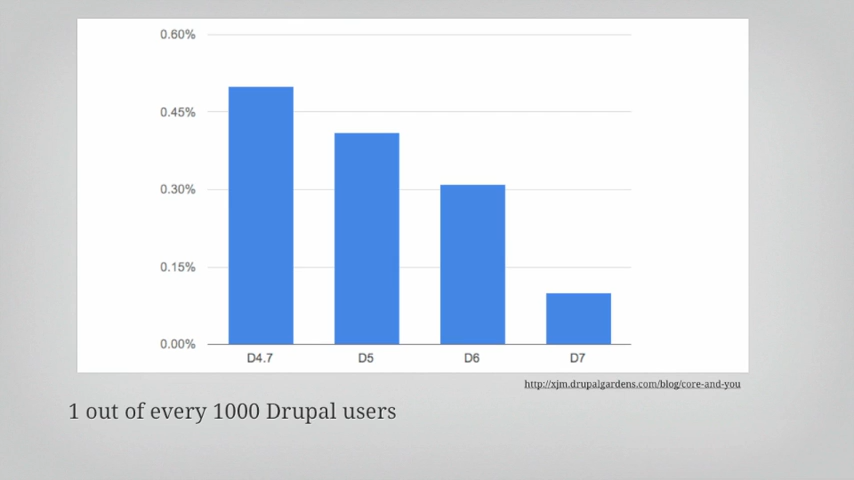 0.60%
0.45%
0.30%
0.15%
0.00%
D4.7 D5 D6 D7
http://xjm.drupalgardens.com/blog/core-and-you
1 out of every 1000 Drupal users